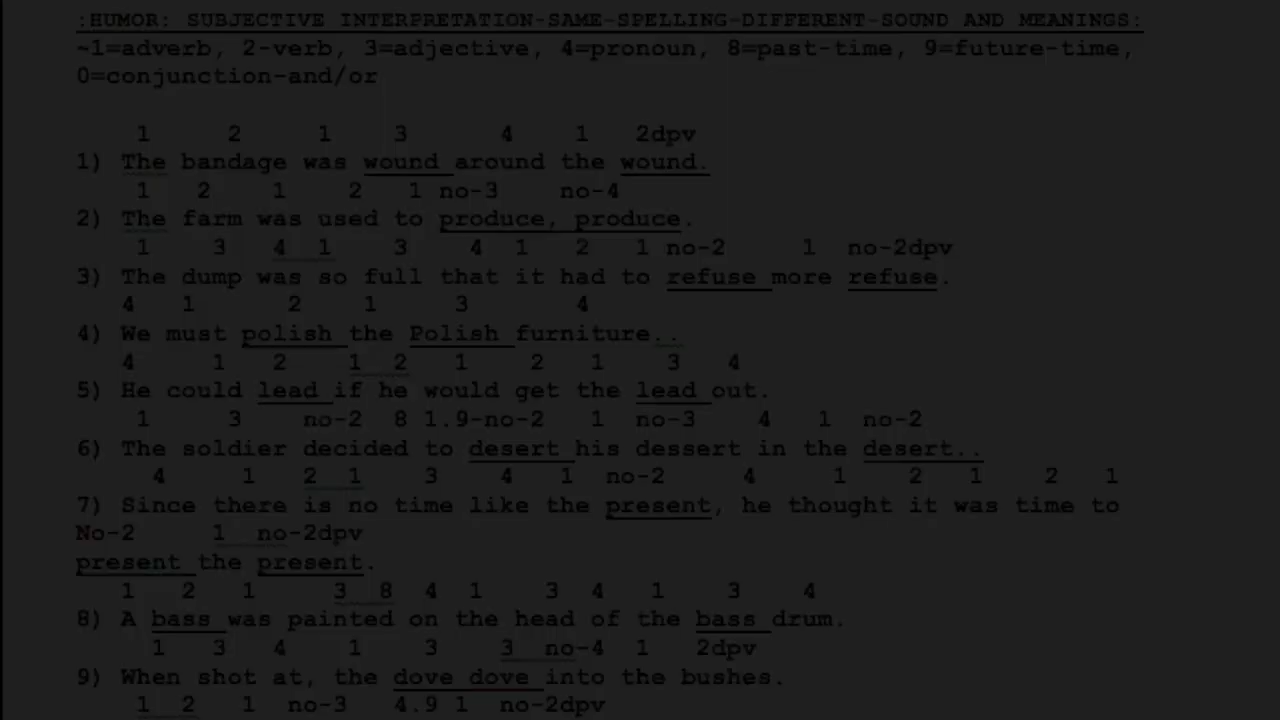 :HUMOR: SUBJECTIVE INTERPRETATION-SAME-SPELLING-DIFFERENT-SOUND AND MEANINGS:
~1=adverb, 2-verb, 3=adjective, 4=pronoun, 8=past-time, 9=future-time,
0=conjunction-and/or
1 2 1 3 4 1 2dpv
1) The bandage was wound around the wound.
1 2 1 2 1 no-3 no-4
2) The farm was used to produce, produce.
1 3 4 1 3 4 1 2 1 no-2 1 no-2dpv
3) The dump was so full that it had to refuse more refuse.
4 1 2 1 3 4
4) We must polish the Polish furniture..
4 1 2 1 2 1 2 1 3 4
5) He could lead if he would get the lead out.
1 3 no-2 8 1.9-no-2 1 no-3 4 1 no-2
6) The soldier decided to desert his dessert in the desert..
4 1 2 1 3 4 1 no-2 4 1 2 1 2 1
7) Since there is no time like the present, he thought it was time to
No-2 1 no-2dpv
present the present.
1 2 1 3 8 4 1 3 4 1 3 4
8) A bass was painted on the head of the bass drum.
1 3 4 1 3 3 no-4 1 2dpv
9) When shot at, the dove dove into the bushes.
1 2 1 no-3 4.9 1 no-2dpv